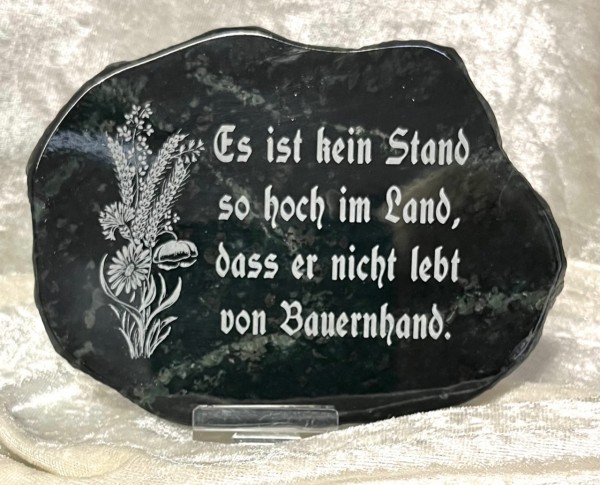 Es ist kein Stand
so hoch im Land,
dass er nicht lebt
von Bauernhand.